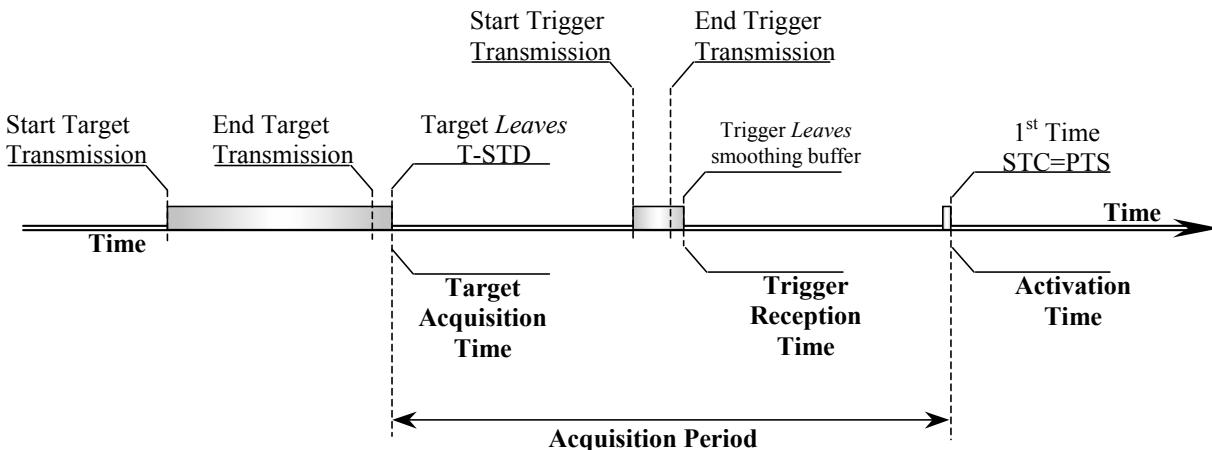 Start Trigger
Transmission
End Trigger
Transmission
Start Target
Transmission
End Target
Transmission
Target Leaves
T-STD
Trigger Leaves
smoothing buffer
1st Time
STC=PTS
Time
Time
Target
Acquisition
Time
Trigger
Reception
Time
Activation
Time
Acquisition Period